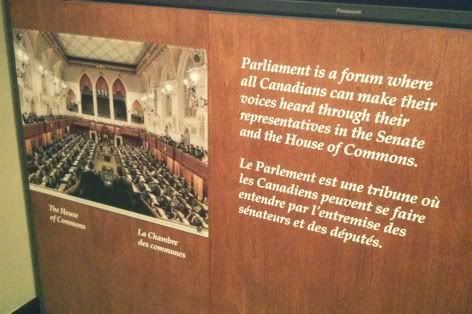 Panasonic
Parliament is a forum where
all Canadians can make their
voices heard through their
representatives in the Senate
and the House of Commons.
Le Parlement est une tribune où
les Canadiens peuvent se faire
entendre par l'entremise des
sénateurs et des députés.
The House
of Commons
La Chambre
des communes